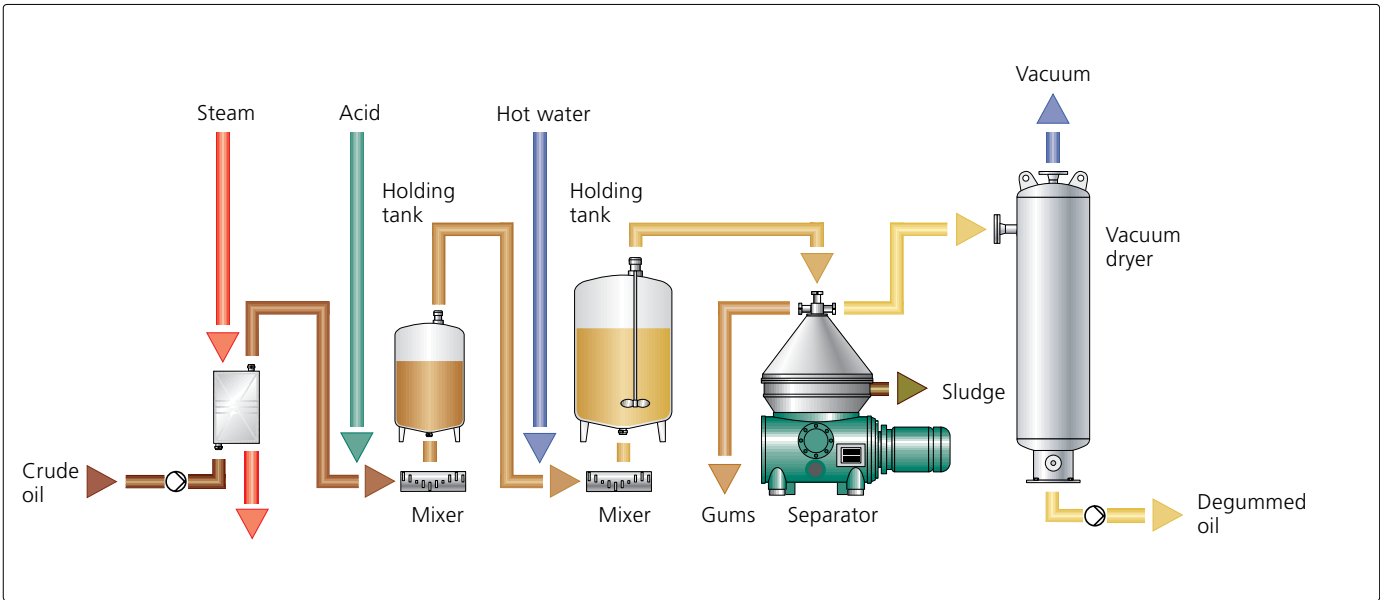 Vacuum
Steam
Acid
Hot water
Holding
tank
Holding
tank
Vacuum
dryer
Sludge
Crude
oil
Mixer
Mixer
Gums
Separator
Degummed
oil